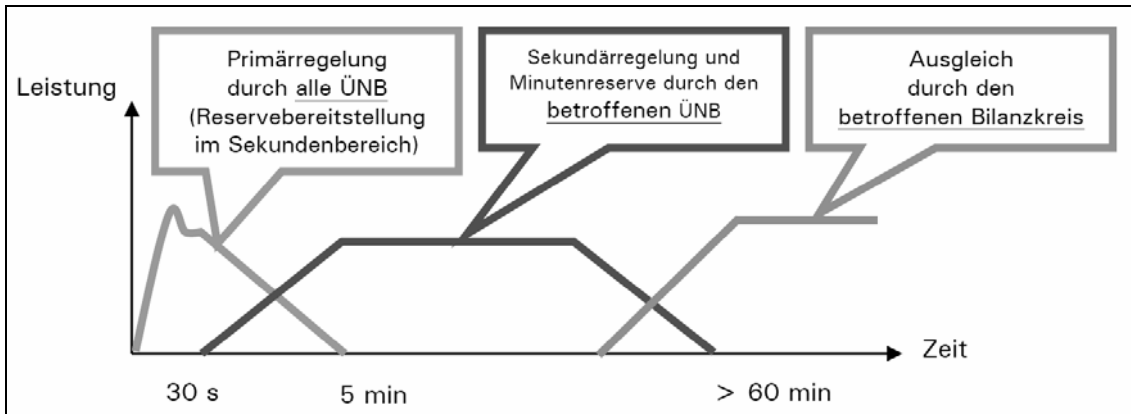 Primärregelung
durch alle ÜNB
(Reservebereitstellung
im Sekundenbereich)
Sekundärregelung und
Minutenreserve durch den
betroffenen ÜNB
Ausgleich
durch den
betroffenen Bilanzkreis
Leistung
Zeit
30 s
5 min
> 60 min